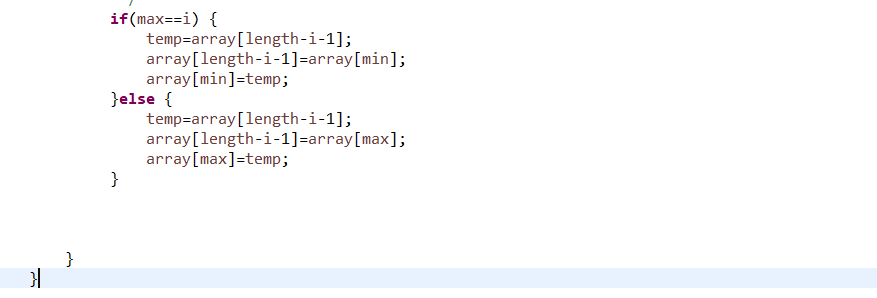 if(max==i) {
temp=array[length-i-1];
array[length-i-1]=array[min];
array[min]=temp;
}else {
temp=array[length-i-1];
array[length-i-1]=array[max];
array[max]=temp;
}
}
}